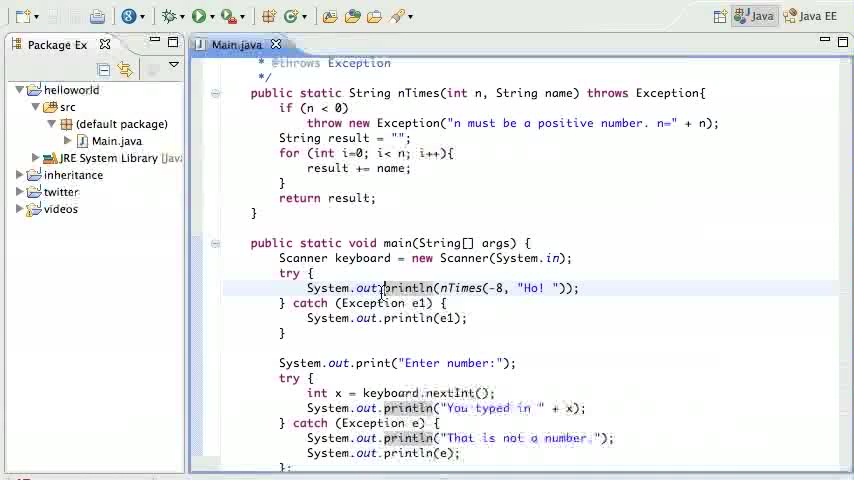 Java
Java EE
Package Ex
Main.java
helloworld
src
(default package)
Main.java
JRE System Library [Java
inheritance
twitter
videos
* @throws Exception
*/
public static String nTimes(int n, String name) throws Exception{
if (n < 0)
throw new Exception("n must be a positive number. n=" + n);
String result = "";
for (int i=0; i< n; i++){
result += name;
}
return result;
}
public static void main(String[] args) {
Scanner keyboard = new Scanner(System.in);
try {
System.out.println(nTimes(-8, "Ho! "));
} catch (Exception e1) {
System.out.println(e1);
}
System.out.print("Enter number:");
try {
int x = keyboard.nextInt();
System.out.println("You typed in " + x);
} catch (Exception e) {
System.out.println("That is not a number.");
System.out.println(e);
};